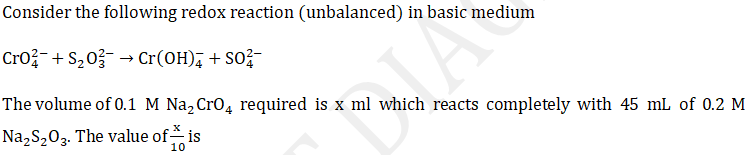 Consider the following redox reaction (unbalanced) in basic medium
CrO₄²⁻ + S₂O₃²⁻ → Cr(OH)₄⁻ + SO₄²⁻
The volume of 0.1 M Na₂CrO₄ required is x ml which reacts completely with 45 mL of 0.2 M
Na₂S₂O₃. The value of x/10 is